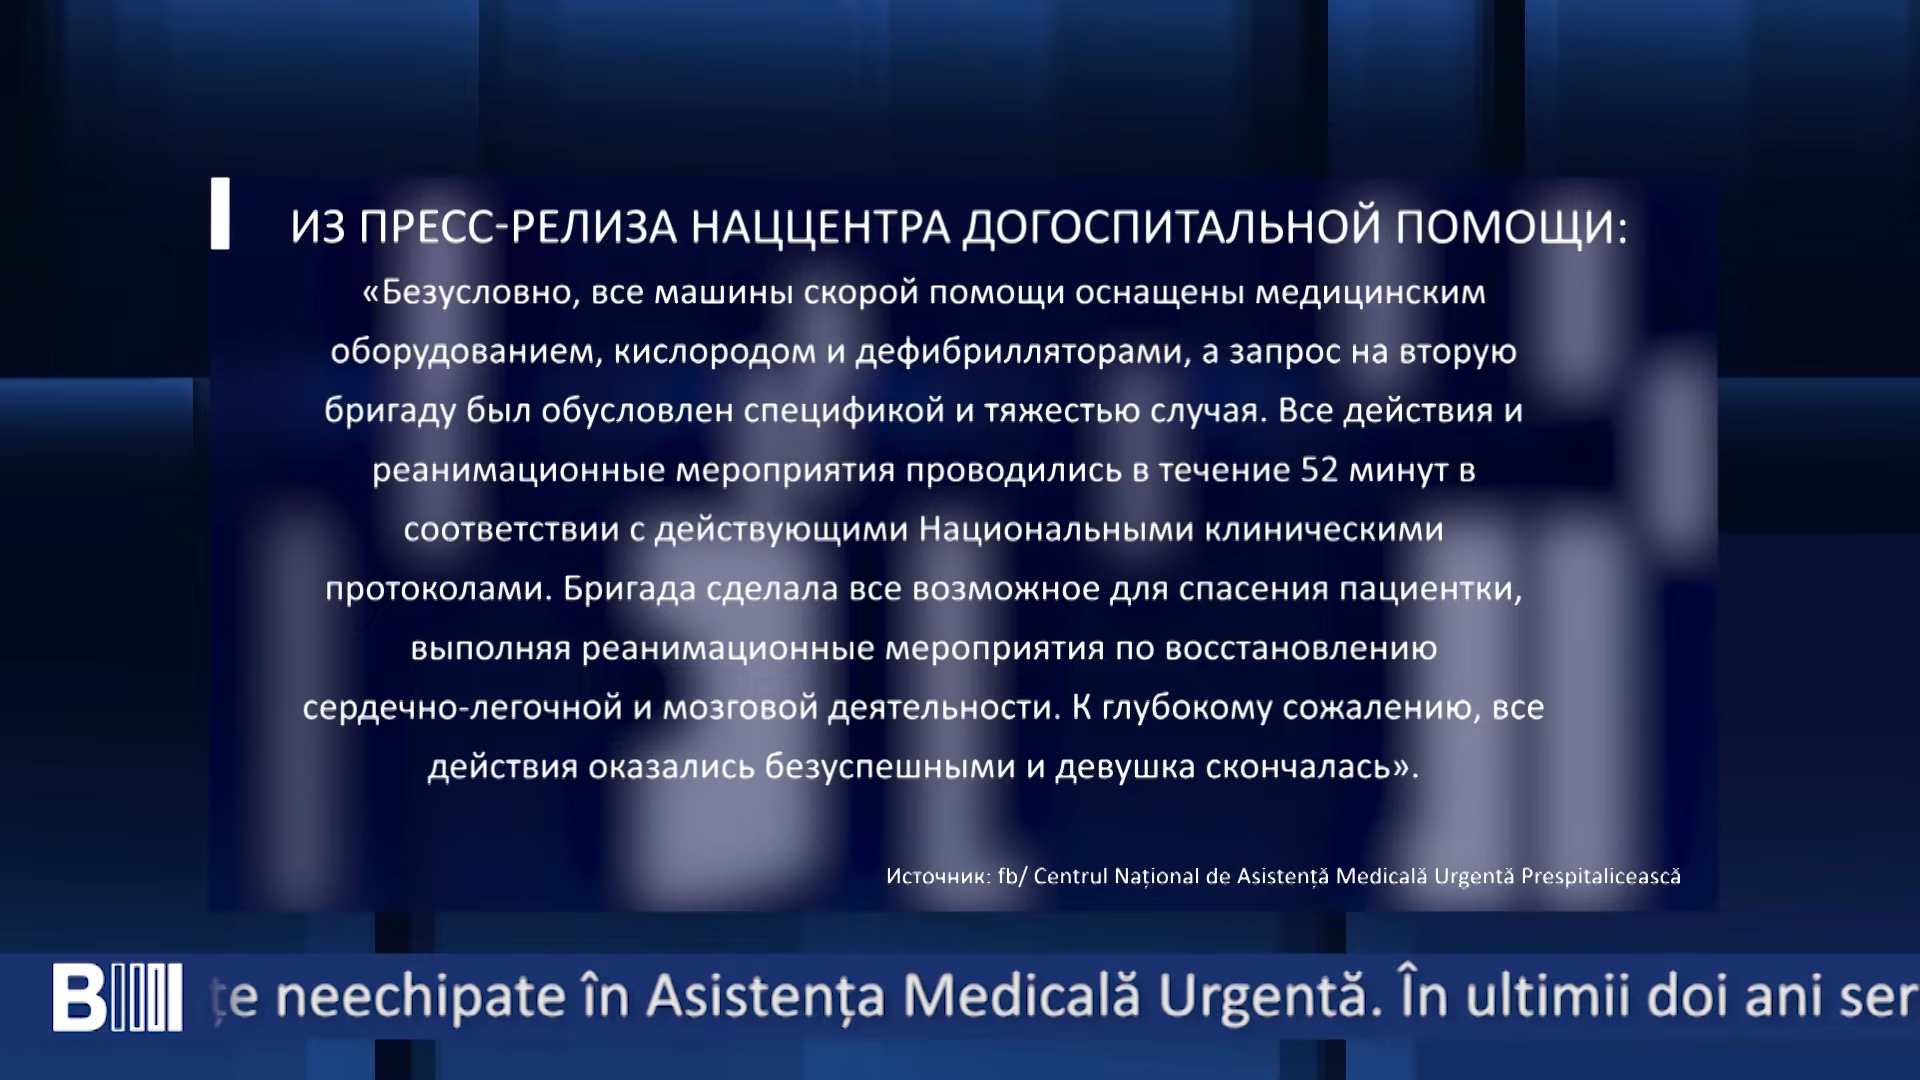 ИЗ ПРЕСС-РЕЛИЗА НАЦЦЕНТРА ДОГОСПИТАЛЬНОЙ ПОМОЩИ:
«Безусловно, все машины скорой помощи оснащены медицинским
оборудованием, кислородом и дефибрилляторами, а запрос на вторую
бригаду был обусловлен спецификой и тяжестью случая. Все действия и
реанимационные мероприятия проводились в течение 52 минут в
соответствии с действующими Национальными клиническими
протоколами. Бригада сделала все возможное для спасения пациентки,
выполняя реанимационные мероприятия по восстановлению
сердечно-легочной и мозговой деятельности. К глубокому сожалению, все
действия оказались безуспешными и девушка скончалась».
Источник: fb/ Centrul Național de Asistență Medicală Urgentă Prespitalicească
B
țe neechipate în Asistența Medicală Urgentă. În ultimii doi ani ser